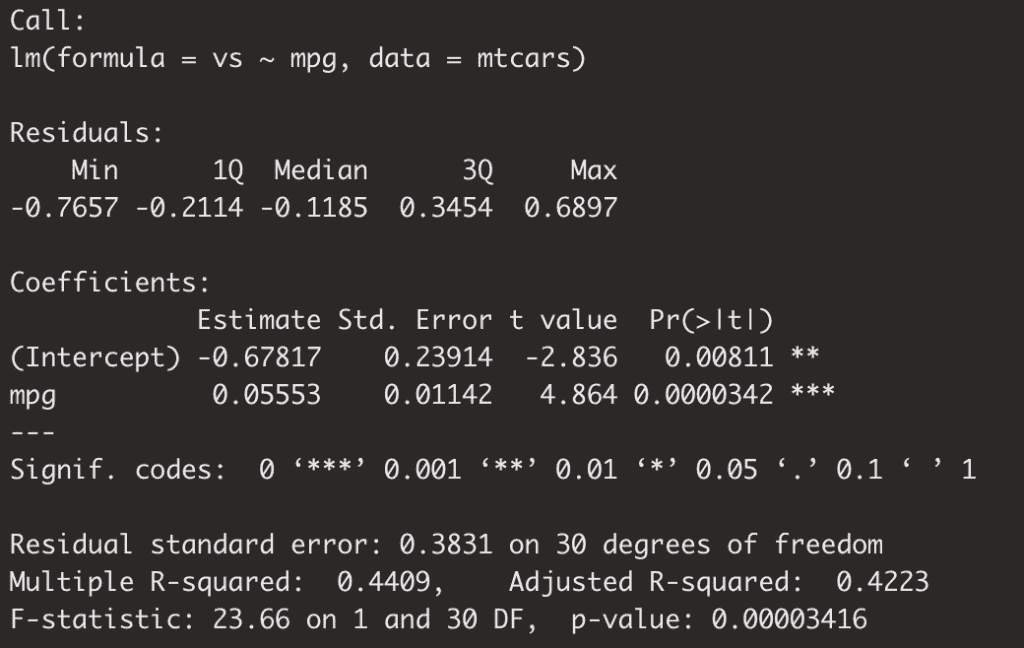 Call:
lm(formula = vs ~ mpg, data = mtcars)
Residuals:
Min 1Q Median 3Q Max
-0.7657 -0.2114 -0.1185 0.3454 0.6897
Coefficients:
Estimate Std. Error t value Pr(>|t|)
(Intercept) -0.67817 0.23914 -2.836 0.00811 **
mpg 0.05553 0.01142 4.864 0.0000342 ***
---
Signif. codes: 0 ‘***’ 0.001 ‘**’ 0.01 ‘*’ 0.05 ‘.’ 0.1 ‘ ’ 1
Residual standard error: 0.3831 on 30 degrees of freedom
Multiple R-squared: 0.4409, Adjusted R-squared: 0.4223
F-statistic: 23.66 on 1 and 30 DF, p-value: 0.00003416